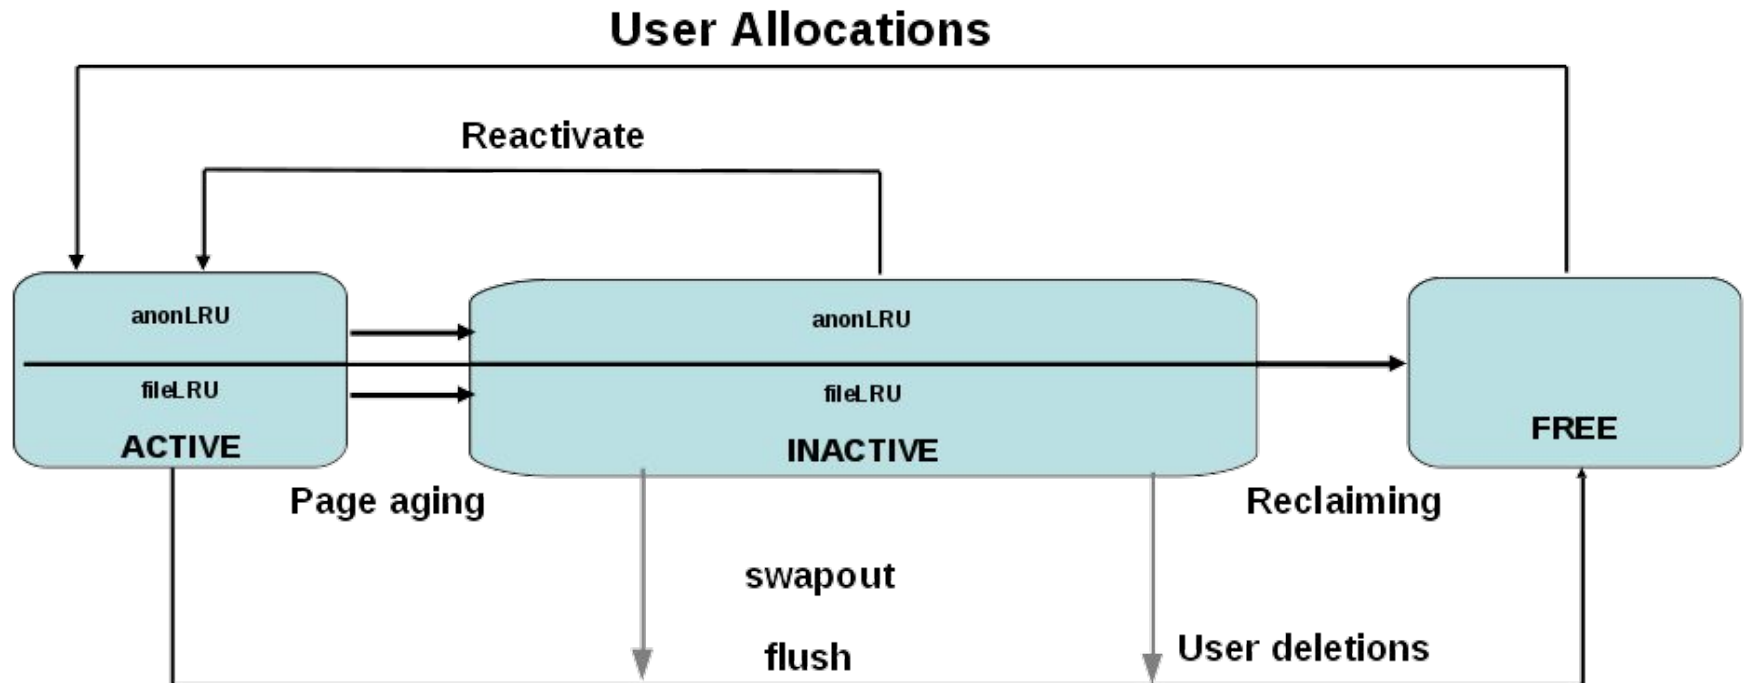 User Allocations
Reactivate
anonLRU
anonLRU
fileLRU
fileLRU
ACTIVE
INACTIVE
FREE
Page aging
Reclaiming
swapout
flush
User deletions